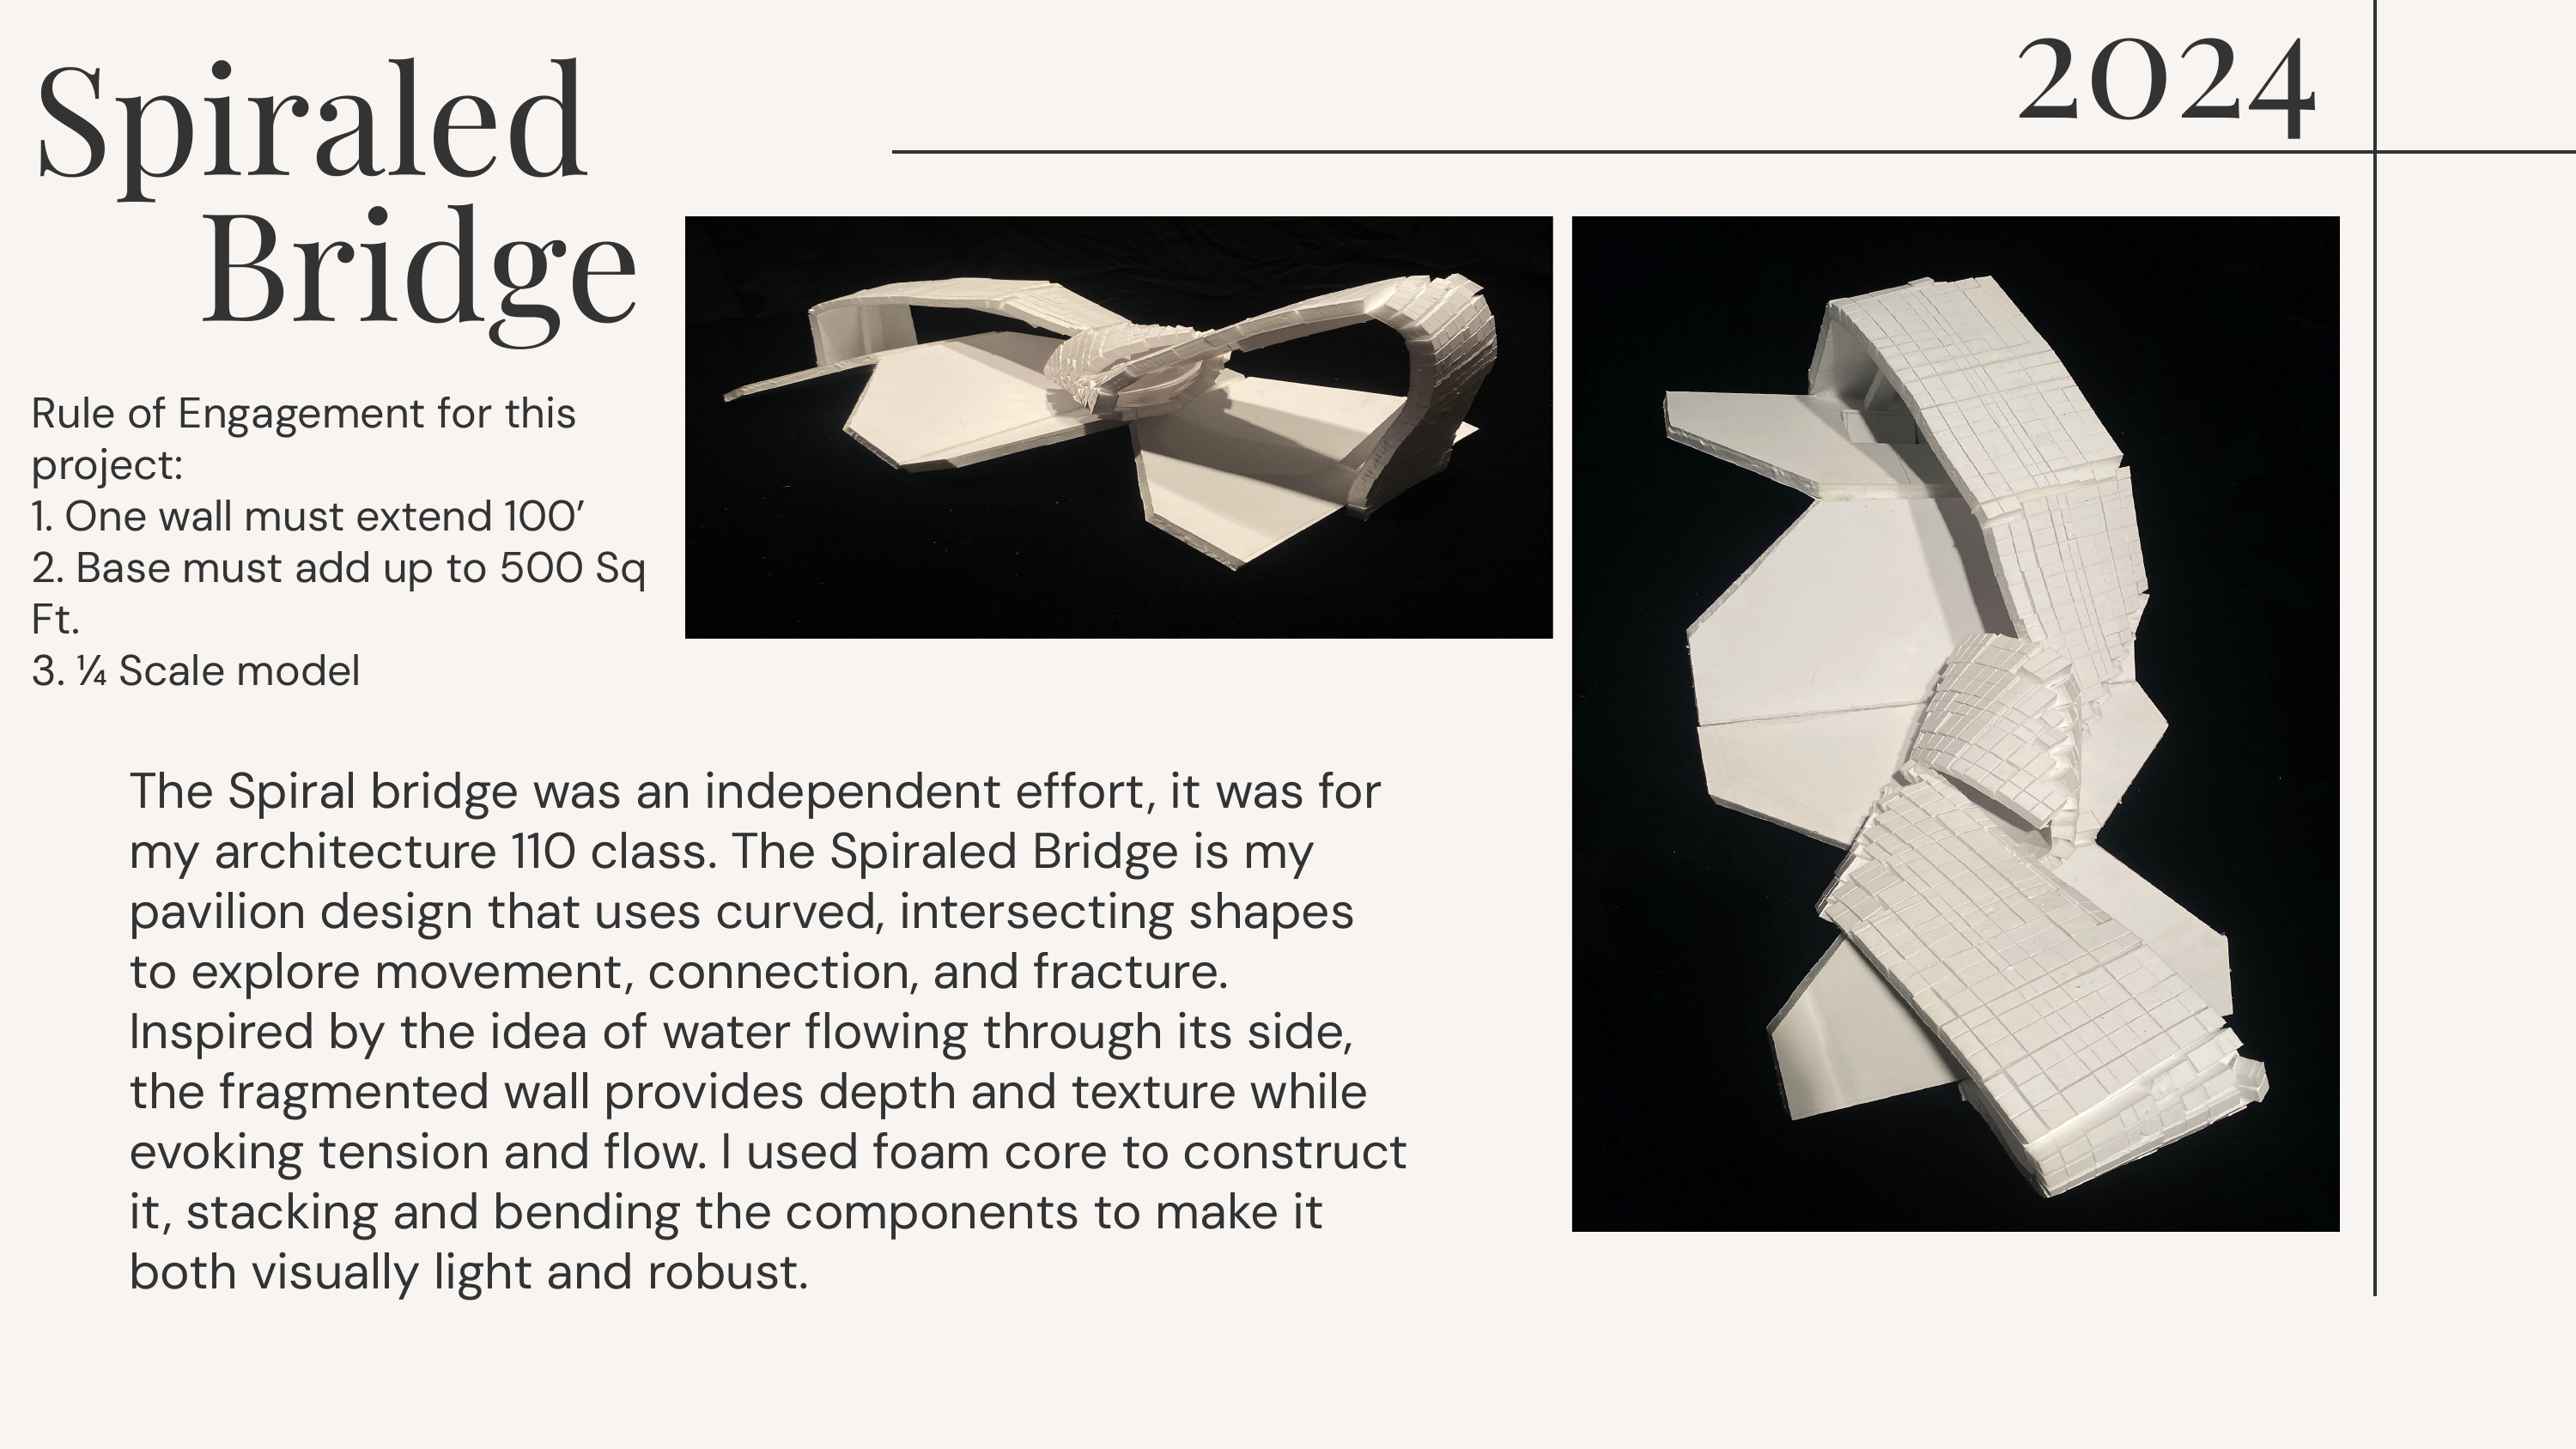 Spiraled
Bridge
2024
Rule of Engagement for this
project:
1. One wall must extend 100’
2. Base must add up to 500 Sq
Ft.
3. ¼ Scale model
The Spiral bridge was an independent effort, it was for
my architecture 110 class. The Spiraled Bridge is my
pavilion design that uses curved, intersecting shapes
to explore movement, connection, and fracture.
Inspired by the idea of water flowing through its side,
the fragmented wall provides depth and texture while
evoking tension and flow. I used foam core to construct
it, stacking and bending the components to make it
both visually light and robust.